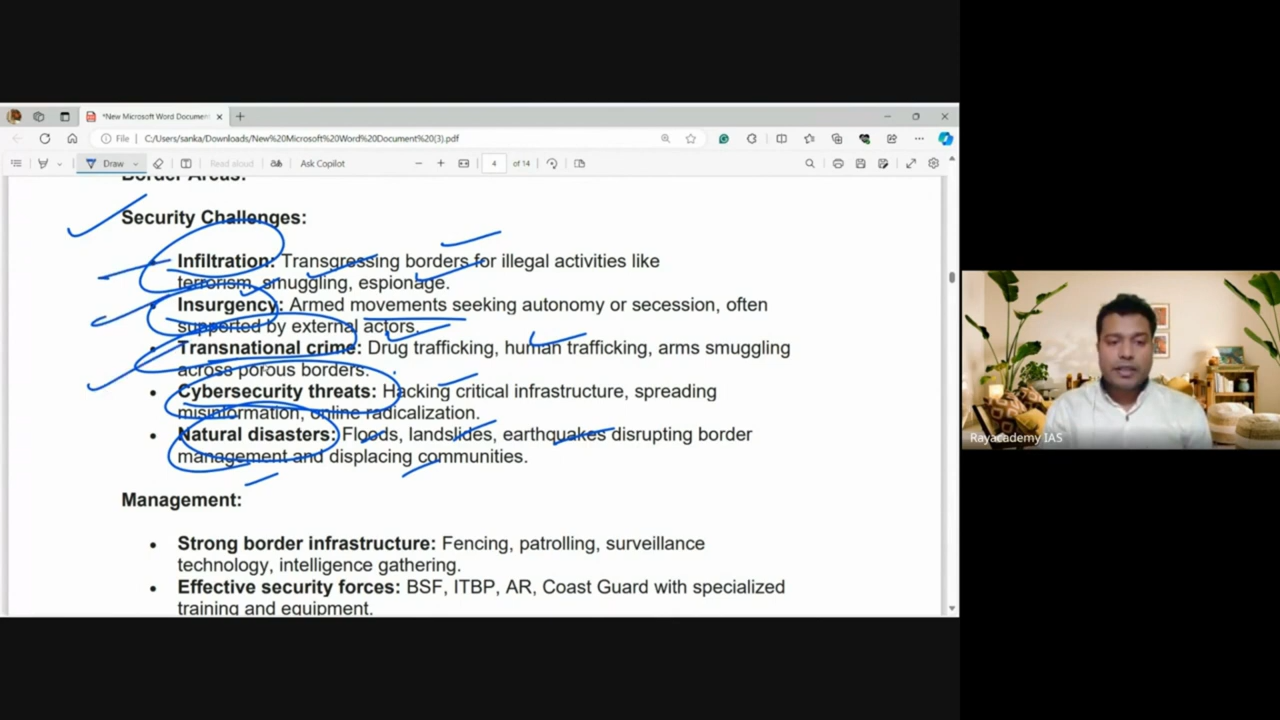 *New Microsoft Word Document
File
C:/Users/sanka/Downloads/New%20Microsoft%20Word%20Document%20(3).pdf
Draw
Read aloud
Ask Copilot
4
of 14
Border Areas:
Security Challenges:
• Infiltration: Transgressing borders for illegal activities like
terrorism, smuggling, espionage.
• Insurgency: Armed movements seeking autonomy or secession, often
supported by external actors.
• Transnational crime: Drug trafficking, human trafficking, arms smuggling
across porous borders.
• Cybersecurity threats: Hacking critical infrastructure, spreading
misinformation, online radicalization.
• Natural disasters: Floods, landslides, earthquakes disrupting border
management and displacing communities.
Management:
• Strong border infrastructure: Fencing, patrolling, surveillance
technology, intelligence gathering.
• Effective security forces: BSF, ITBP, AR, Coast Guard with specialized
training and equipment.
Rayacademy IAS